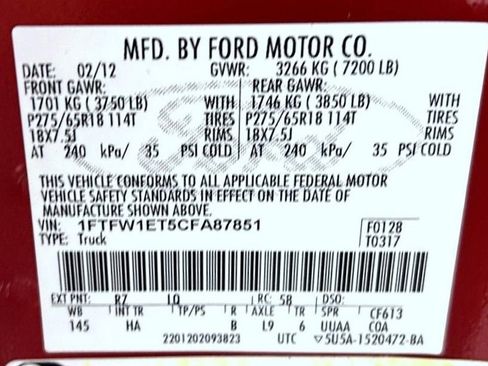 MFD. BY FORD MOTOR CO.
DATE: 02/12 GVWR: 3266 KG ( 7200 LB)
FRONT GAWR: REAR GAWR:
1701 KG ( 3750 LB) WITH 1746 KG ( 3850 LB) WITH
P275/65R18 114T TIRES P275/65R18 114T TIRES
18X7.5J RIMS 18X7.5J RIMS
AT 240 kPa/ 35 PSI COLD AT 240 kPa/ 35 PSI COLD
THIS VEHICLE CONFORMS TO ALL APPLICABLE FEDERAL MOTOR
VEHICLE SAFETY STANDARDS IN EFFECT ON THE DATE OF
MANUFACTURE SHOWN ABOVE.
VIN: 1FTFW1ET5CFA87851 F0128
TYPE: Truck T0317
EXT PNT: R7 LQ RC: 58 DSO:
WB INT TR TP/PS R AXLE TR SPR CF613
145 HA B L9 6 UUAA COA
2201202093823 UTC 5U5A-1520472-BA